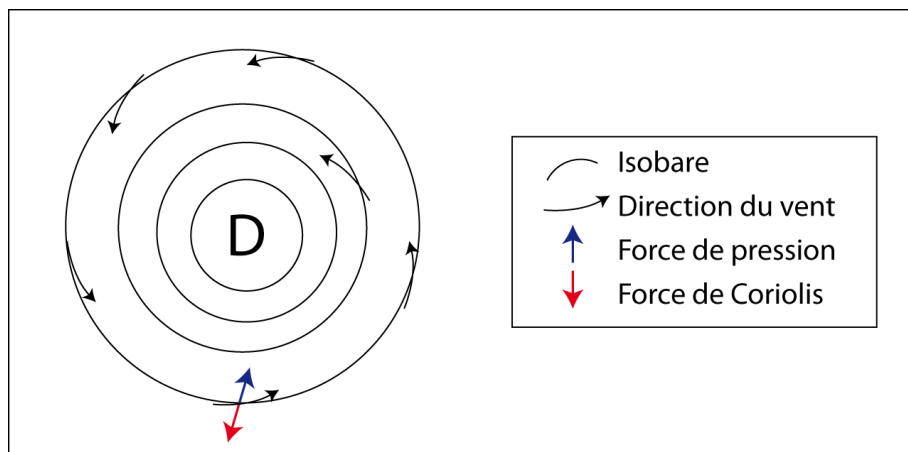 D
Isobare
Direction du vent
Force de pression
Force de Coriolis